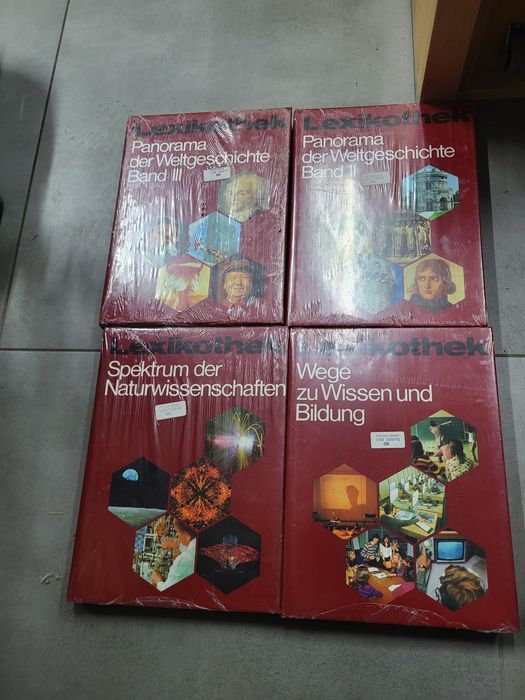 Lexikothek
Panorama
der Weltgeschichte
Band III
Lexikothek
Panorama
der Weltgeschichte
Band II
Lexikothek
Spektrum der
Naturwissenschaften
Lexikothek
Wege
zu Wissen und
Bildung